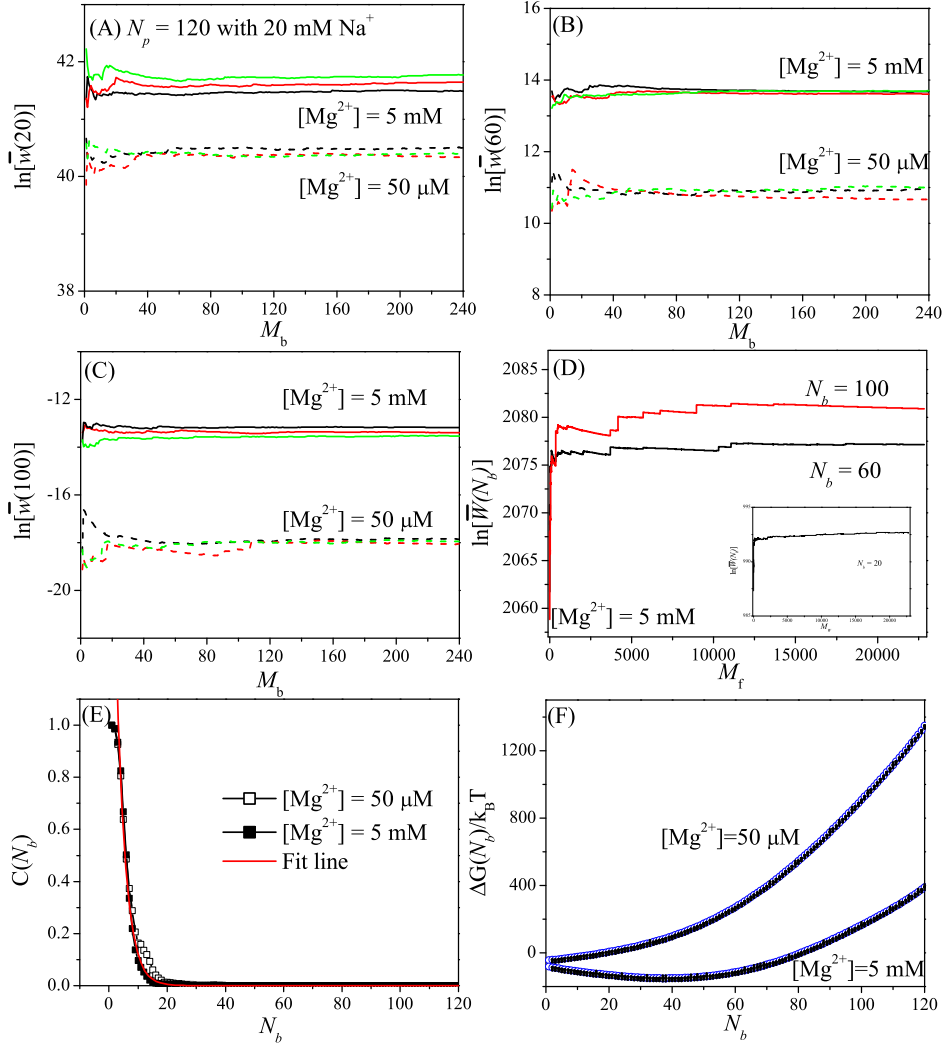 (A) N_p = 120 with 20 mM Na⁺
ln[w̄(20)]
42
40
38
[Mg²⁺] = 5 mM
[Mg²⁺] = 50 μM
0 40 80 120 160 200 240
M_b
(B)
ln[w̄(60)]
16
14
12
10
8
[Mg²⁺] = 5 mM
[Mg²⁺] = 50 μM
0 40 80 120 160 200 240
M_b
(C)
ln[w̄(100)]
-12
-16
-20
[Mg²⁺] = 5 mM
[Mg²⁺] = 50 μM
0 40 80 120 160 200 240
M_b
(D)
ln[W̄(N_b)]
2085
2080
2075
2070
2065
2060
N_b = 100
N_b = 60
[Mg²⁺] = 5 mM
0 5000 10000 15000 20000
M_f
ln[W̄(N_b)]
990
5000 10000 15000 20000
(E)
C(N_b)
1.0
0.8
0.6
0.4
0.2
0.0
[Mg²⁺] = 50 μM
[Mg²⁺] = 5 mM
Fit line
0 20 40 60 80 100 120
N_b
(F)
ΔG(N_b)/k_BT
1200
800
400
0
-400
[Mg²⁺]=50 μM
[Mg²⁺]=5 mM
0 20 40 60 80 100 120
N_b